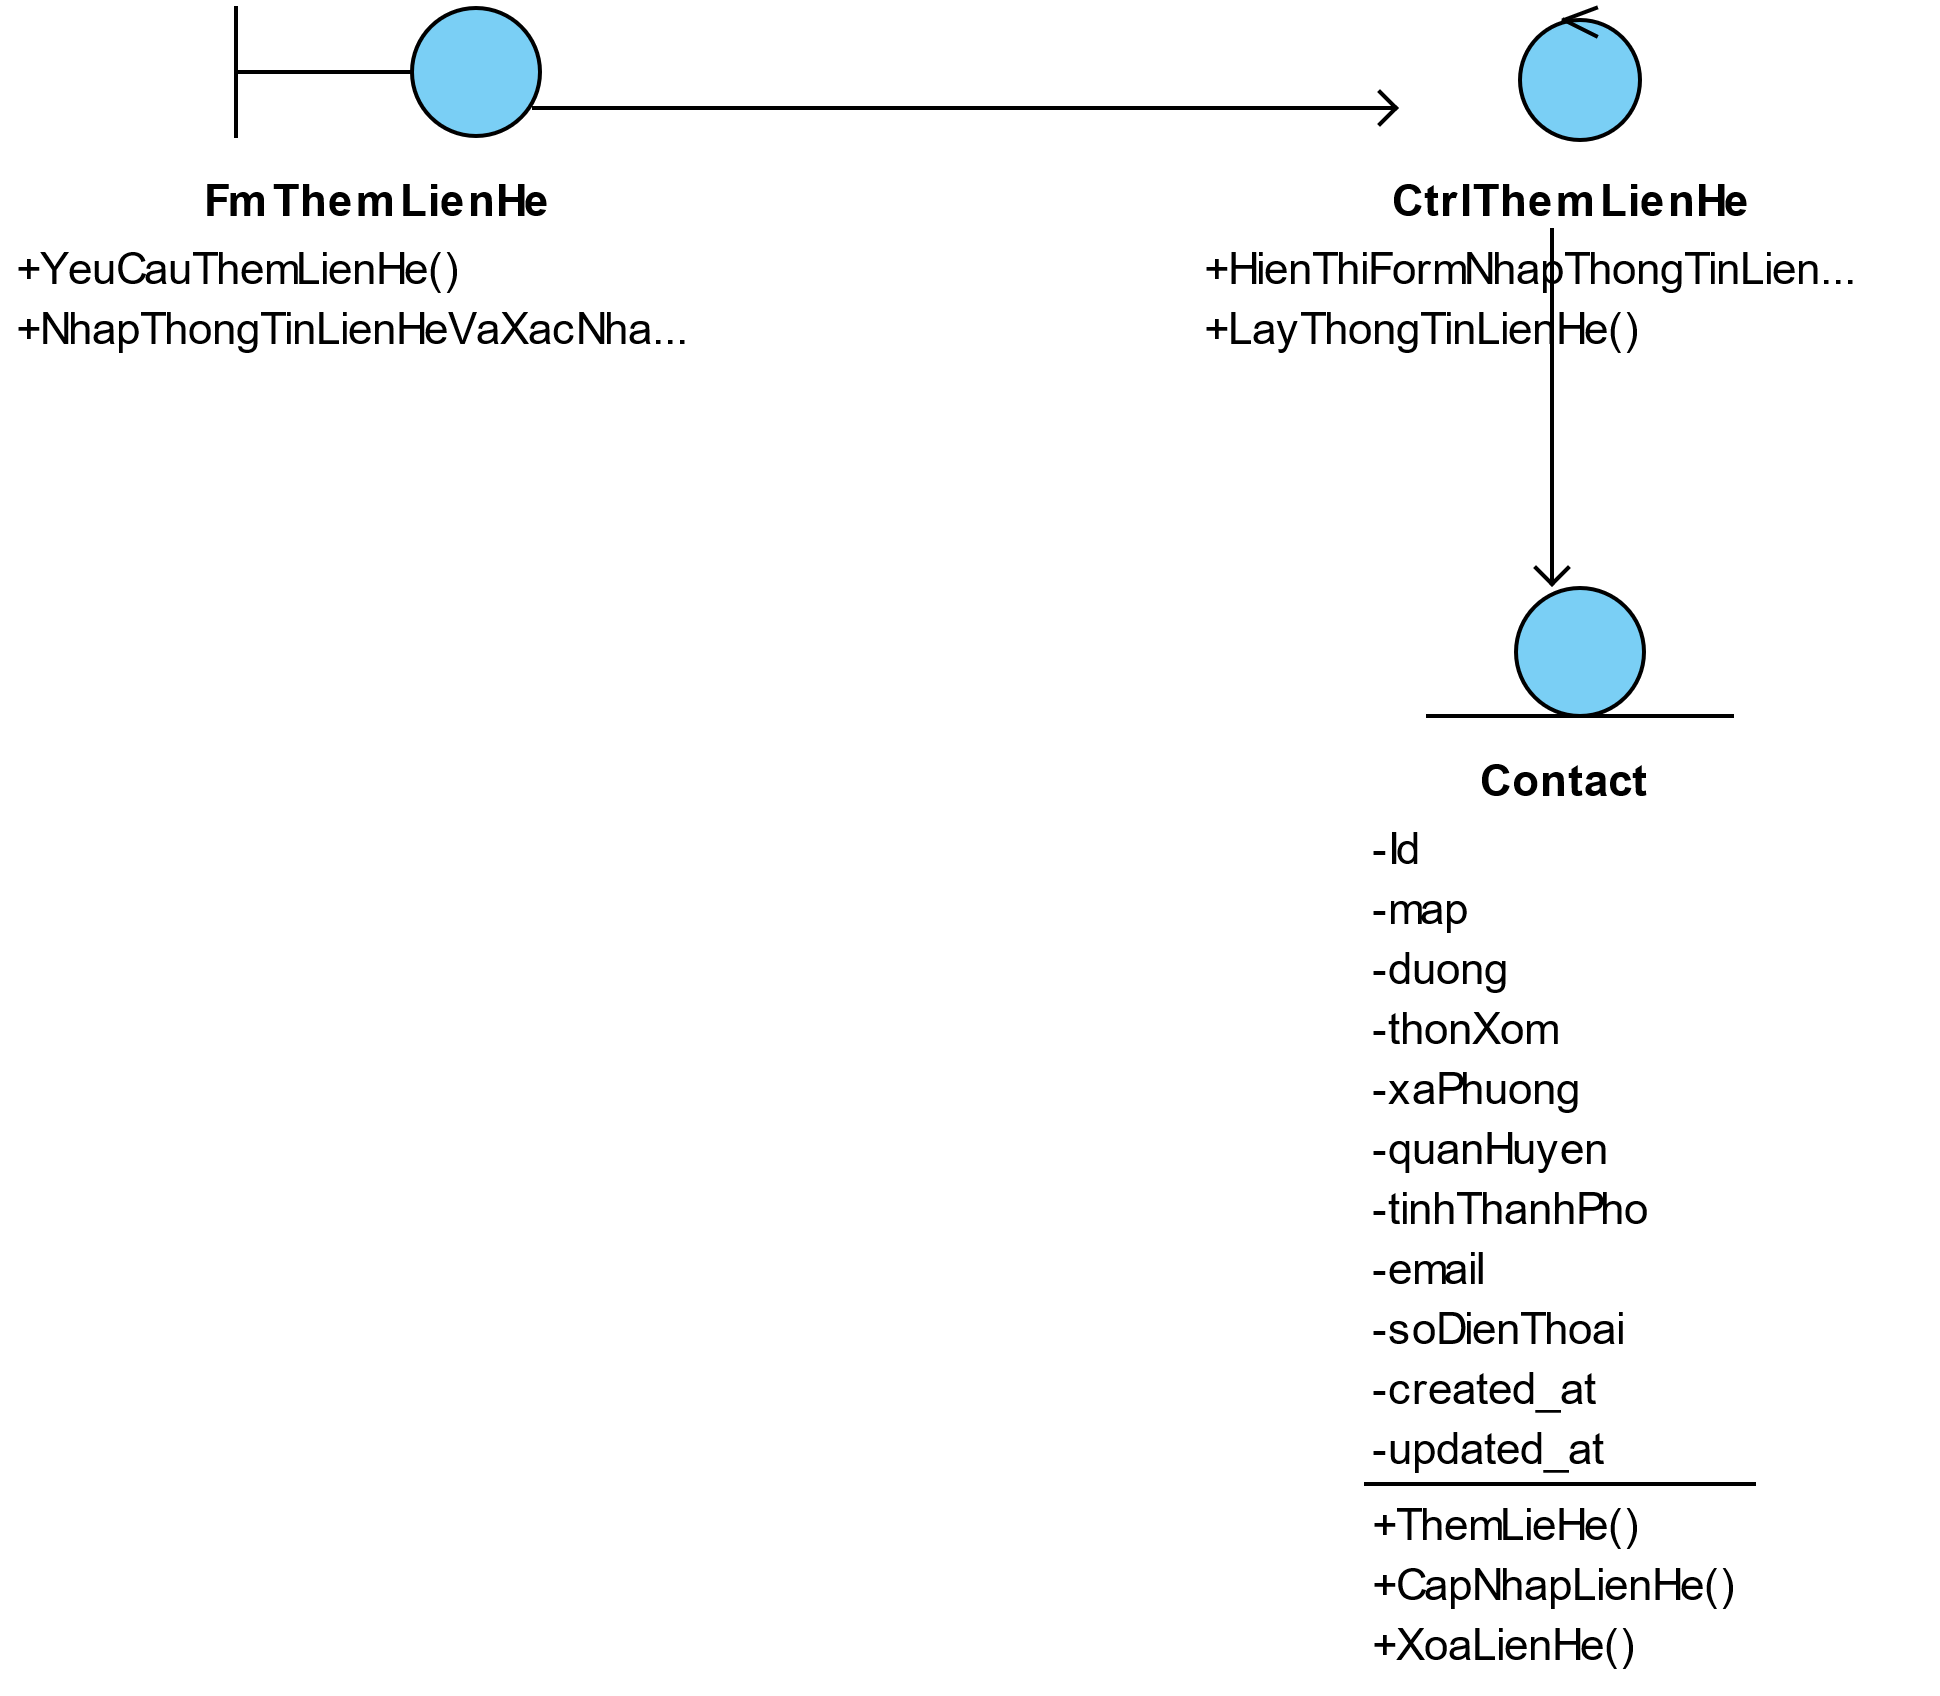 FmThemLienHe
+YeuCauThemLienHe()
+NhapThongTinLienHeVaXacNha...
CtrlThemLienHe
+HienThiFormNhapThongTinLien...
+LayThongTinLienHe()
Contact
-Id
-map
-duong
-thonXom
-xaPhuong
-quanHuyen
-tinhThanhPho
-email
-soDienThoai
-created_at
-updated_at
+ThemLieHe()
+CapNhapLienHe()
+XoaLienHe()